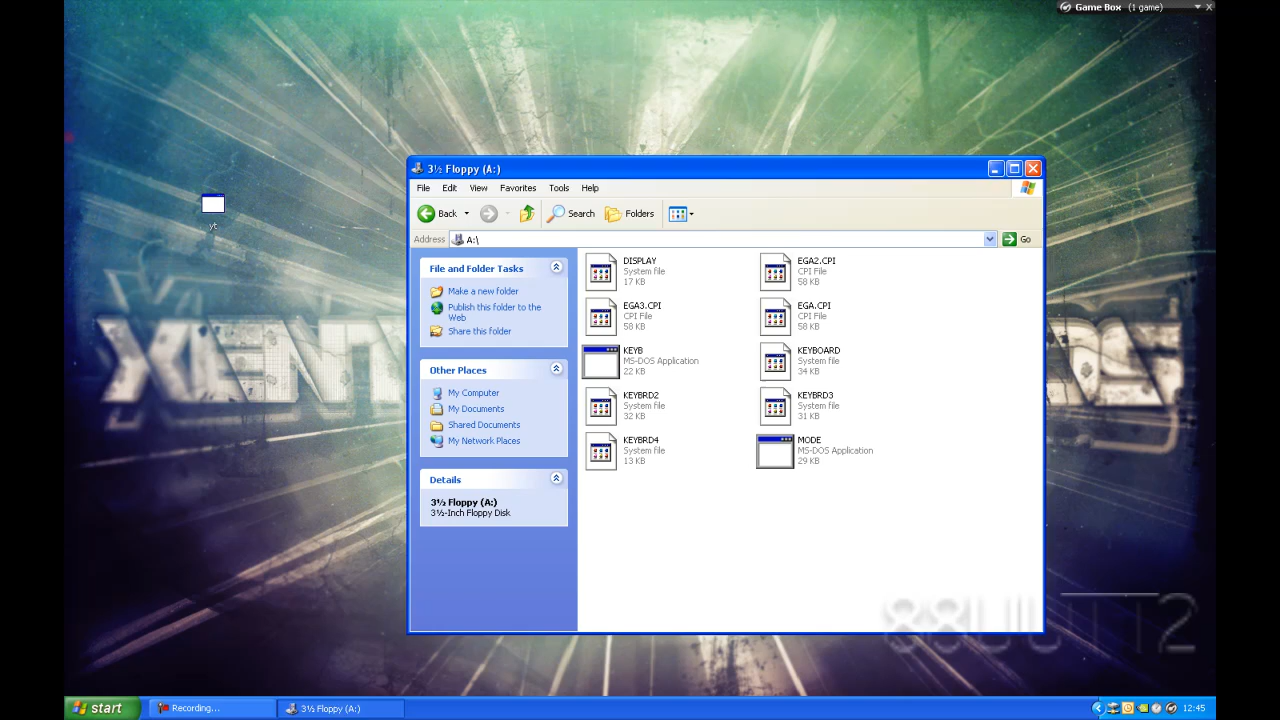 Game Box (1 game)
yt
3½ Floppy (A:)
File Edit View Favorites Tools Help
Back Search Folders
Address A:\ Go
File and Folder Tasks
Make a new folder
Publish this folder to the
Web
Share this folder
Other Places
My Computer
My Documents
Shared Documents
My Network Places
Details
3½ Floppy (A:)
3½-Inch Floppy Disk
DISPLAY
System file
17 KB
EGA2.CPI
CPI File
58 KB
EGA3.CPI
CPI File
58 KB
EGA.CPI
CPI File
58 KB
KEYB
MS-DOS Application
22 KB
KEYBOARD
System file
34 KB
KEYBRD2
System file
32 KB
KEYBRD3
System file
31 KB
KEYBRD4
System file
13 KB
MODE
MS-DOS Application
29 KB
start Recording... 3½ Floppy (A:) 12:45